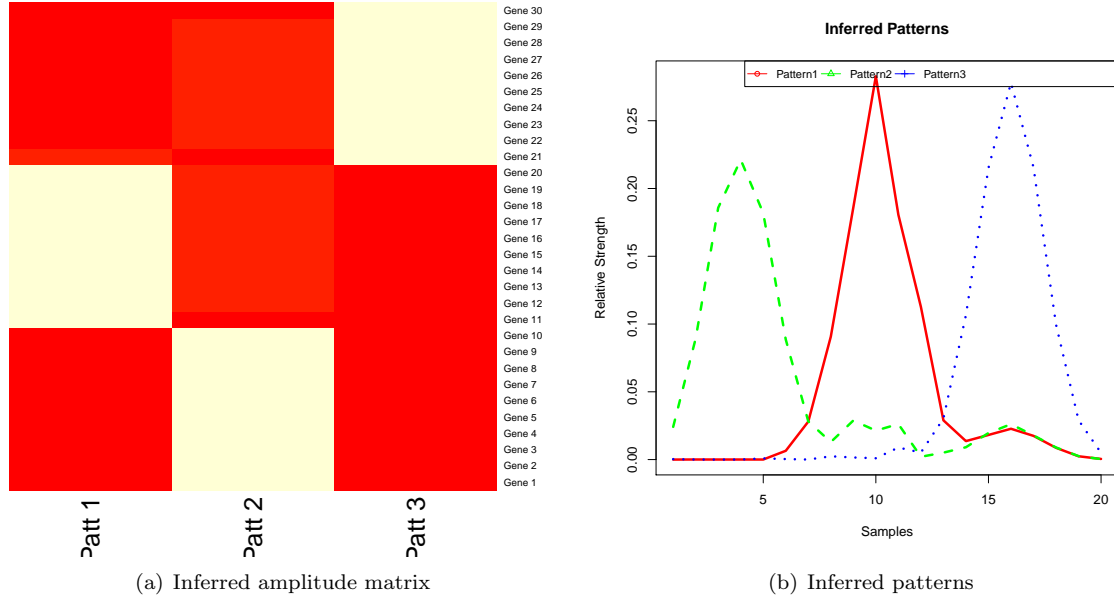 Gene 30
Gene 29
Gene 28
Gene 27
Gene 26
Gene 25
Gene 24
Gene 23
Gene 22
Gene 21
Gene 20
Gene 19
Gene 18
Gene 17
Gene 16
Gene 15
Gene 14
Gene 13
Gene 12
Gene 11
Gene 10
Gene 9
Gene 8
Gene 7
Gene 6
Gene 5
Gene 4
Gene 3
Gene 2
Gene 1
Patt 1
Patt 2
Patt 3
(a) Inferred amplitude matrix
Inferred Patterns
Pattern1 Pattern2 Pattern3
Relative Strength
0.25
0.20
0.15
0.10
0.05
0.00
5 10 15 20
Samples
(b) Inferred patterns